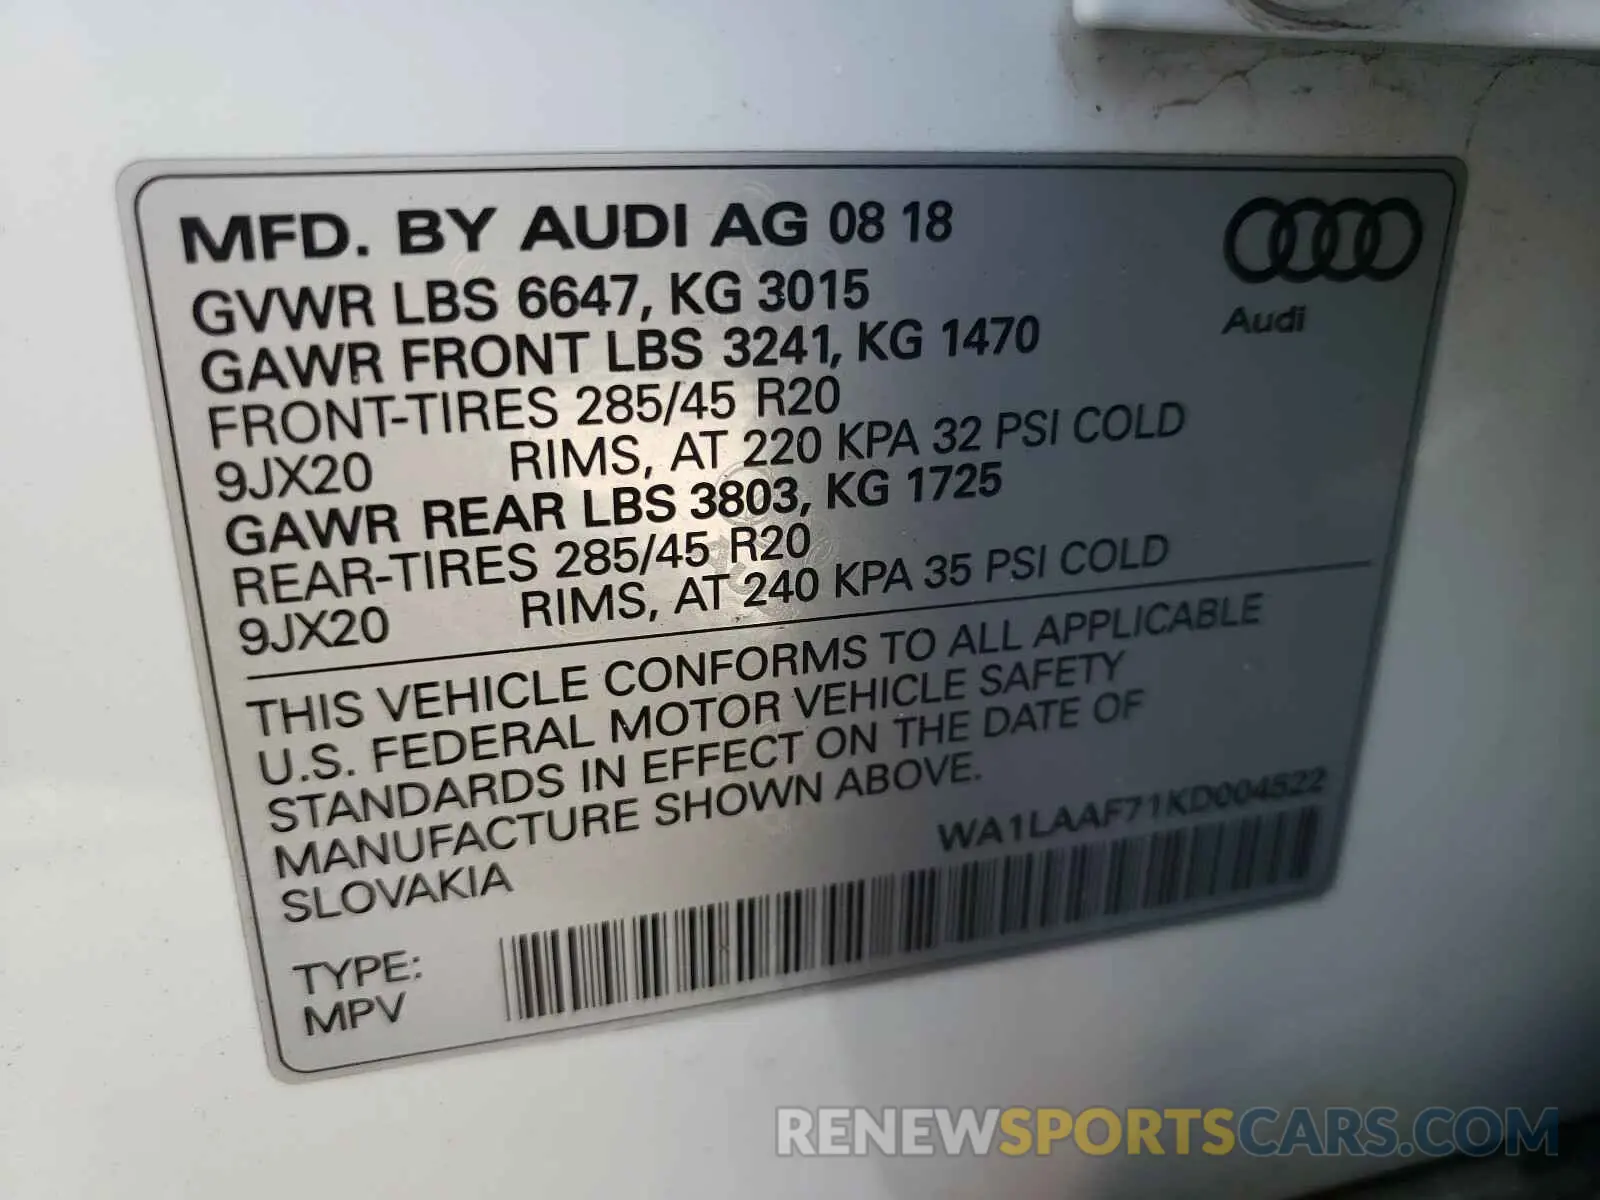 MFD. BY AUDI AG 08 18
GVWR LBS 6647, KG 3015
GAWR FRONT LBS 3241, KG 1470
FRONT-TIRES 285/45 R20
9JX20 RIMS, AT 220 KPA 32 PSI COLD
GAWR REAR LBS 3803, KG 1725
REAR-TIRES 285/45 R20
9JX20 RIMS, AT 240 KPA 35 PSI COLD
Audi
THIS VEHICLE CONFORMS TO ALL APPLICABLE
U.S. FEDERAL MOTOR VEHICLE SAFETY
STANDARDS IN EFFECT ON THE DATE OF
MANUFACTURE SHOWN ABOVE.
SLOVAKIA
WA1LAAF71KD004522
TYPE:
MPV
RENEWSPORTSCARS.COM